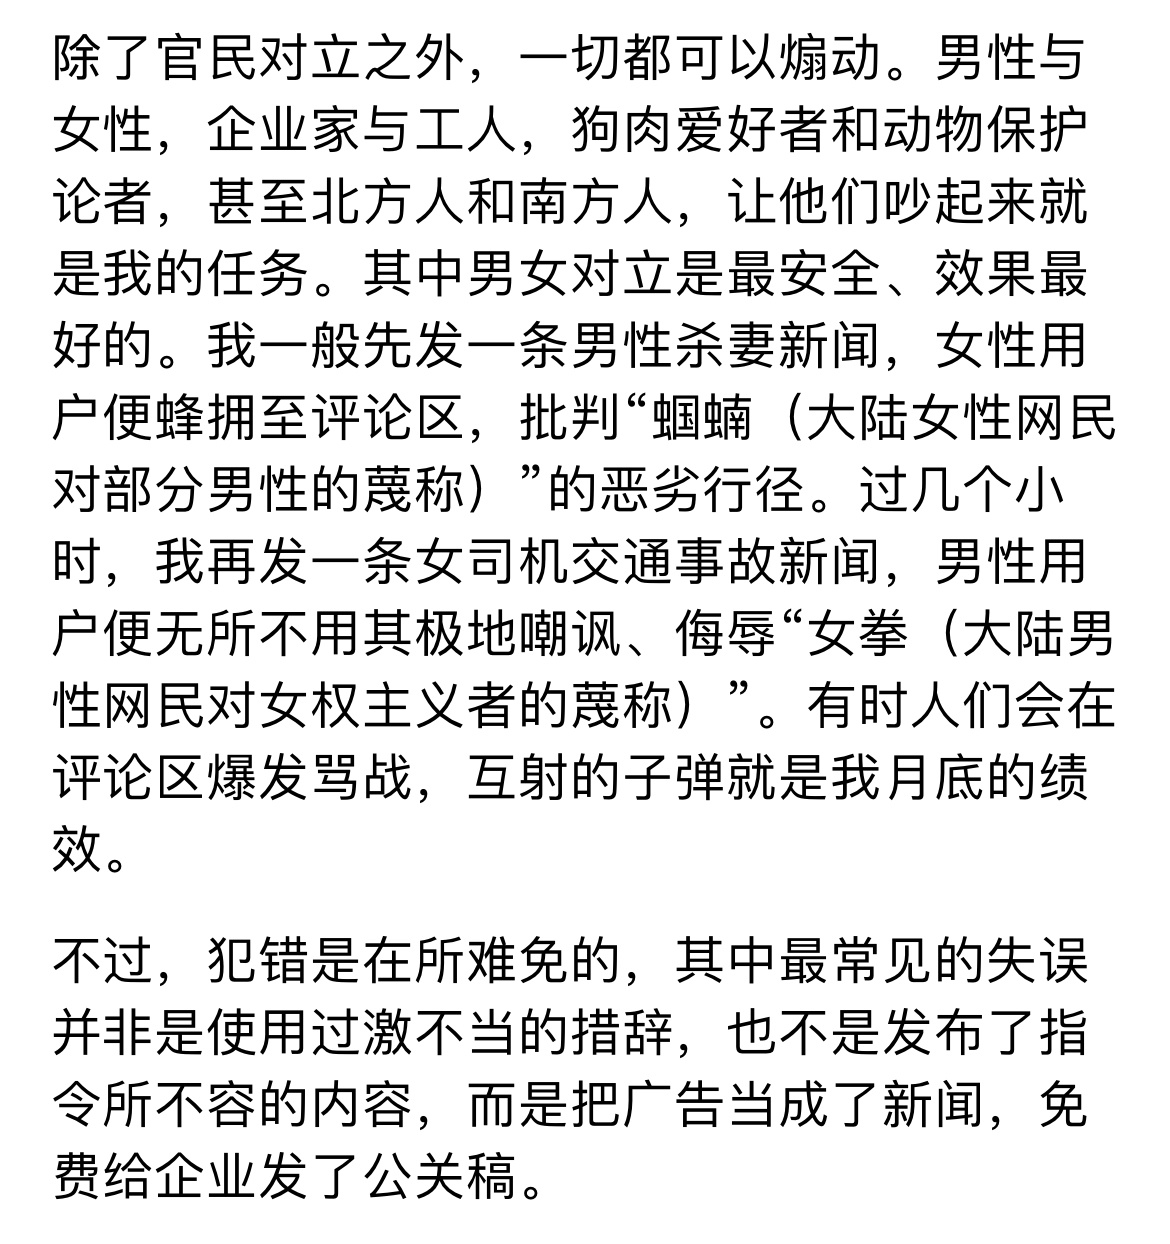 除了官民对立之外，一切都可以煽动。男性与
女性，企业家与工人，狗肉爱好者和动物保护
论者，甚至北方人和南方人，让他们吵起来就
是我的任务。其中男女对立是最安全、效果最
好的。我一般先发一条男性杀妻新闻，女性用
户便蜂拥至评论区，批判“蝈蝻（大陆女性网民
对部分男性的蔑称）”的恶劣行径。过几个小
时，我再发一条女司机交通事故新闻，男性用
户便无所不用其极地嘲讽、侮辱“女拳（大陆男
性网民对女权主义者的蔑称）”。有时人们会在
评论区爆发骂战，互射的子弹就是我月底的绩
效。
不过，犯错是在所难免的，其中最常见的失误
并非是使用过激不当的措辞，也不是发布了指
令所不容的内容，而是把广告当成了新闻，免
费给企业发了公关稿。